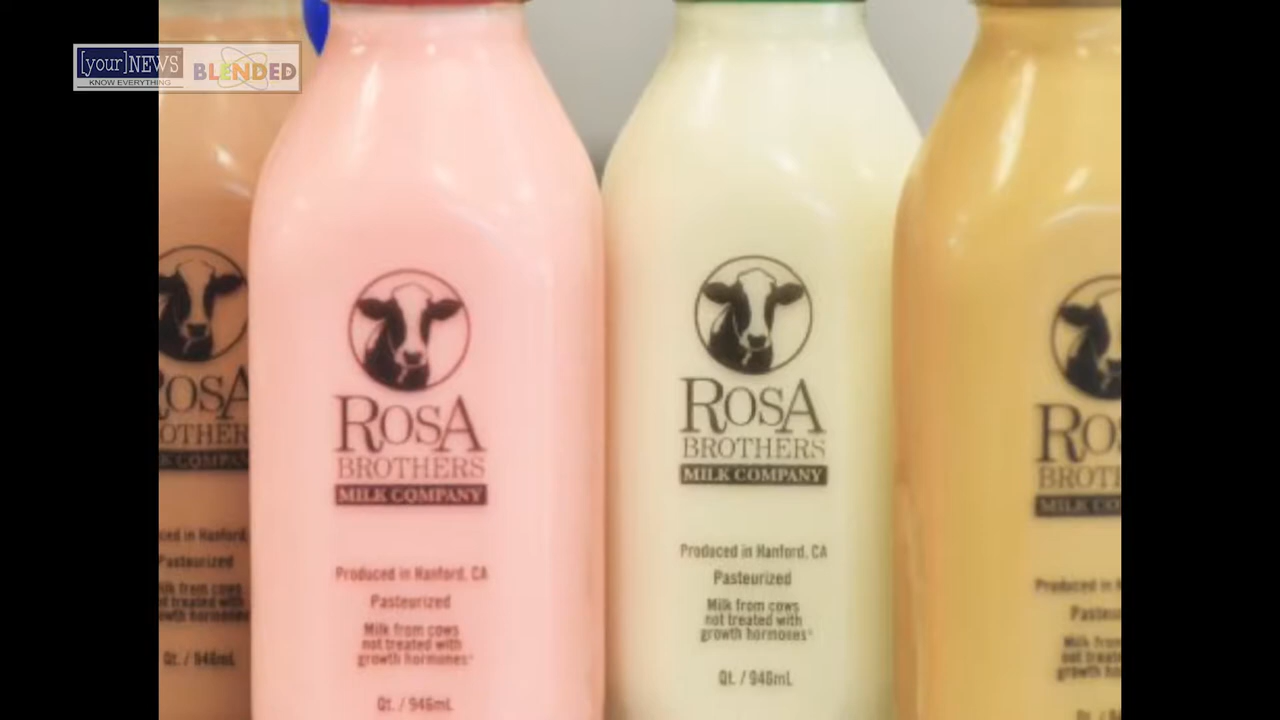 [your]NEWS
KNOW EVERYTHING
BLENDED
ROSA
BROTHERS
MILK COMPANY
Produced in Hanford, CA
Pasteurized
Milk from cows
not treated with
growth hormones*
Qt. / 946mL
ROSA
BROTHERS
MILK COMPANY
Produced in Hanford, CA
Pasteurized
Milk from cows
not treated with
growth hormones*
Qt. / 946mL